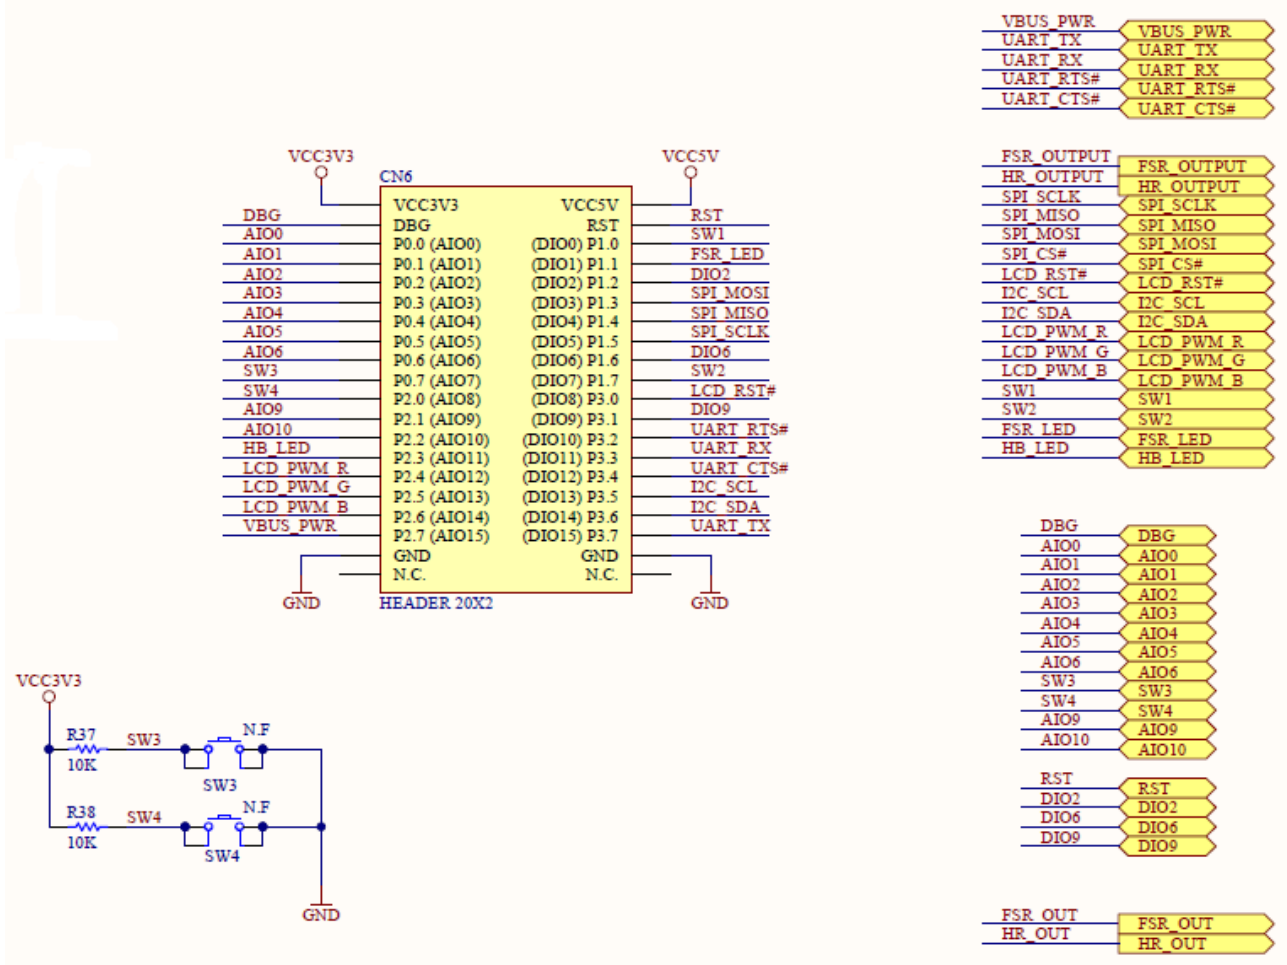 VBUS_PWR VBUS_PWR
UART_TX UART_TX
UART_RX UART_RX
UART_RTS# UART_RTS#
UART_CTS# UART_CTS#
FSR_OUTPUT FSR_OUTPUT
HR_OUTPUT HR_OUTPUT
SPI_SCLK SPI_SCLK
SPI_MISO SPI_MISO
SPI_MOSI SPI_MOSI
SPI_CS# SPI_CS#
LCD_RST# LCD_RST#
I2C_SCL I2C_SCL
I2C_SDA I2C_SDA
LCD_PWM_R LCD_PWM_R
LCD_PWM_G LCD_PWM_G
LCD_PWM_B LCD_PWM_B
SW1 SW1
SW2 SW2
FSR_LED FSR_LED
HB_LED HB_LED
VCC3V3 VCC5V
CN6
VCC3V3 VCC5V
DBG DBG RST RST
AIO0 P0.0 (AIO0) (DIO0) P1.0 SW1
AIO1 P0.1 (AIO1) (DIO1) P1.1 FSR_LED
AIO2 P0.2 (AIO2) (DIO2) P1.2 DIO2
AIO3 P0.3 (AIO3) (DIO3) P1.3 SPI_MOSI
AIO4 P0.4 (AIO4) (DIO4) P1.4 SPI_MISO
AIO5 P0.5 (AIO5) (DIO5) P1.5 SPI_SCLK
AIO6 P0.6 (AIO6) (DIO6) P1.6 DIO6
SW3 P0.7 (AIO7) (DIO7) P1.7 SW2
SW4 P2.0 (AIO8) (DIO8) P3.0 LCD_RST#
AIO9 P2.1 (AIO9) (DIO9) P3.1 DIO9
AIO10 P2.2 (AIO10) (DIO10) P3.2 UART_RTS#
HB_LED P2.3 (AIO11) (DIO11) P3.3 UART_RX
LCD_PWM_R P2.4 (AIO12) (DIO12) P3.4 UART_CTS#
LCD_PWM_G P2.5 (AIO13) (DIO13) P3.5 I2C_SCL
LCD_PWM_B P2.6 (AIO14) (DIO14) P3.6 I2C_SDA
VBUS_PWR P2.7 (AIO15) (DIO15) P3.7 UART_TX
GND GND
N.C. N.C.
GND HEADER 20X2 GND
DBG DBG
AIO0 AIO0
AIO1 AIO1
AIO2 AIO2
AIO3 AIO3
AIO4 AIO4
AIO5 AIO5
AIO6 AIO6
SW3 SW3
SW4 SW4
AIO9 AIO9
AIO10 AIO10
RST RST
DIO2 DIO2
DIO6 DIO6
DIO9 DIO9
FSR_OUT FSR_OUT
HR_OUT HR_OUT
VCC3V3
R37 SW3 N.F
10K SW3
R38 SW4 N.F
10K SW4
GND